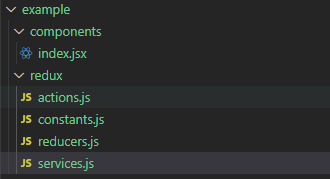 example
components
index.jsx
redux
JS actions.js
JS constants.js
JS reducers.js
JS services.js